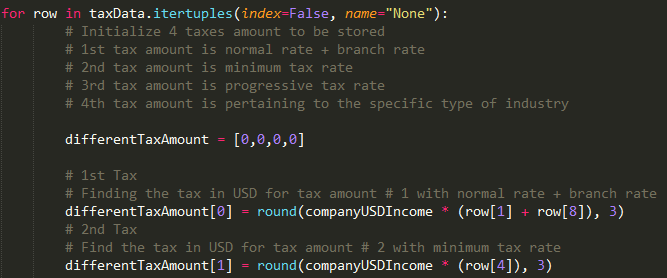 for row in taxData.itertuples(index=False, name="None"):
# Initialize 4 taxes amount to be stored
# 1st tax amount is normal rate + branch rate
# 2nd tax amount is minimum tax rate
# 3rd tax amount is progressive tax rate
# 4th tax amount is pertaining to the specific type of industry
differentTaxAmount = [0,0,0,0]
# 1st Tax
# Finding the tax in USD for tax amount # 1 with normal rate + branch rate
differentTaxAmount[0] = round(companyUSDIncome * (row[1] + row[8]), 3)
# 2nd Tax
# Find the tax in USD for tax amount # 2 with minimum tax rate
differentTaxAmount[1] = round(companyUSDIncome * (row[4]), 3)